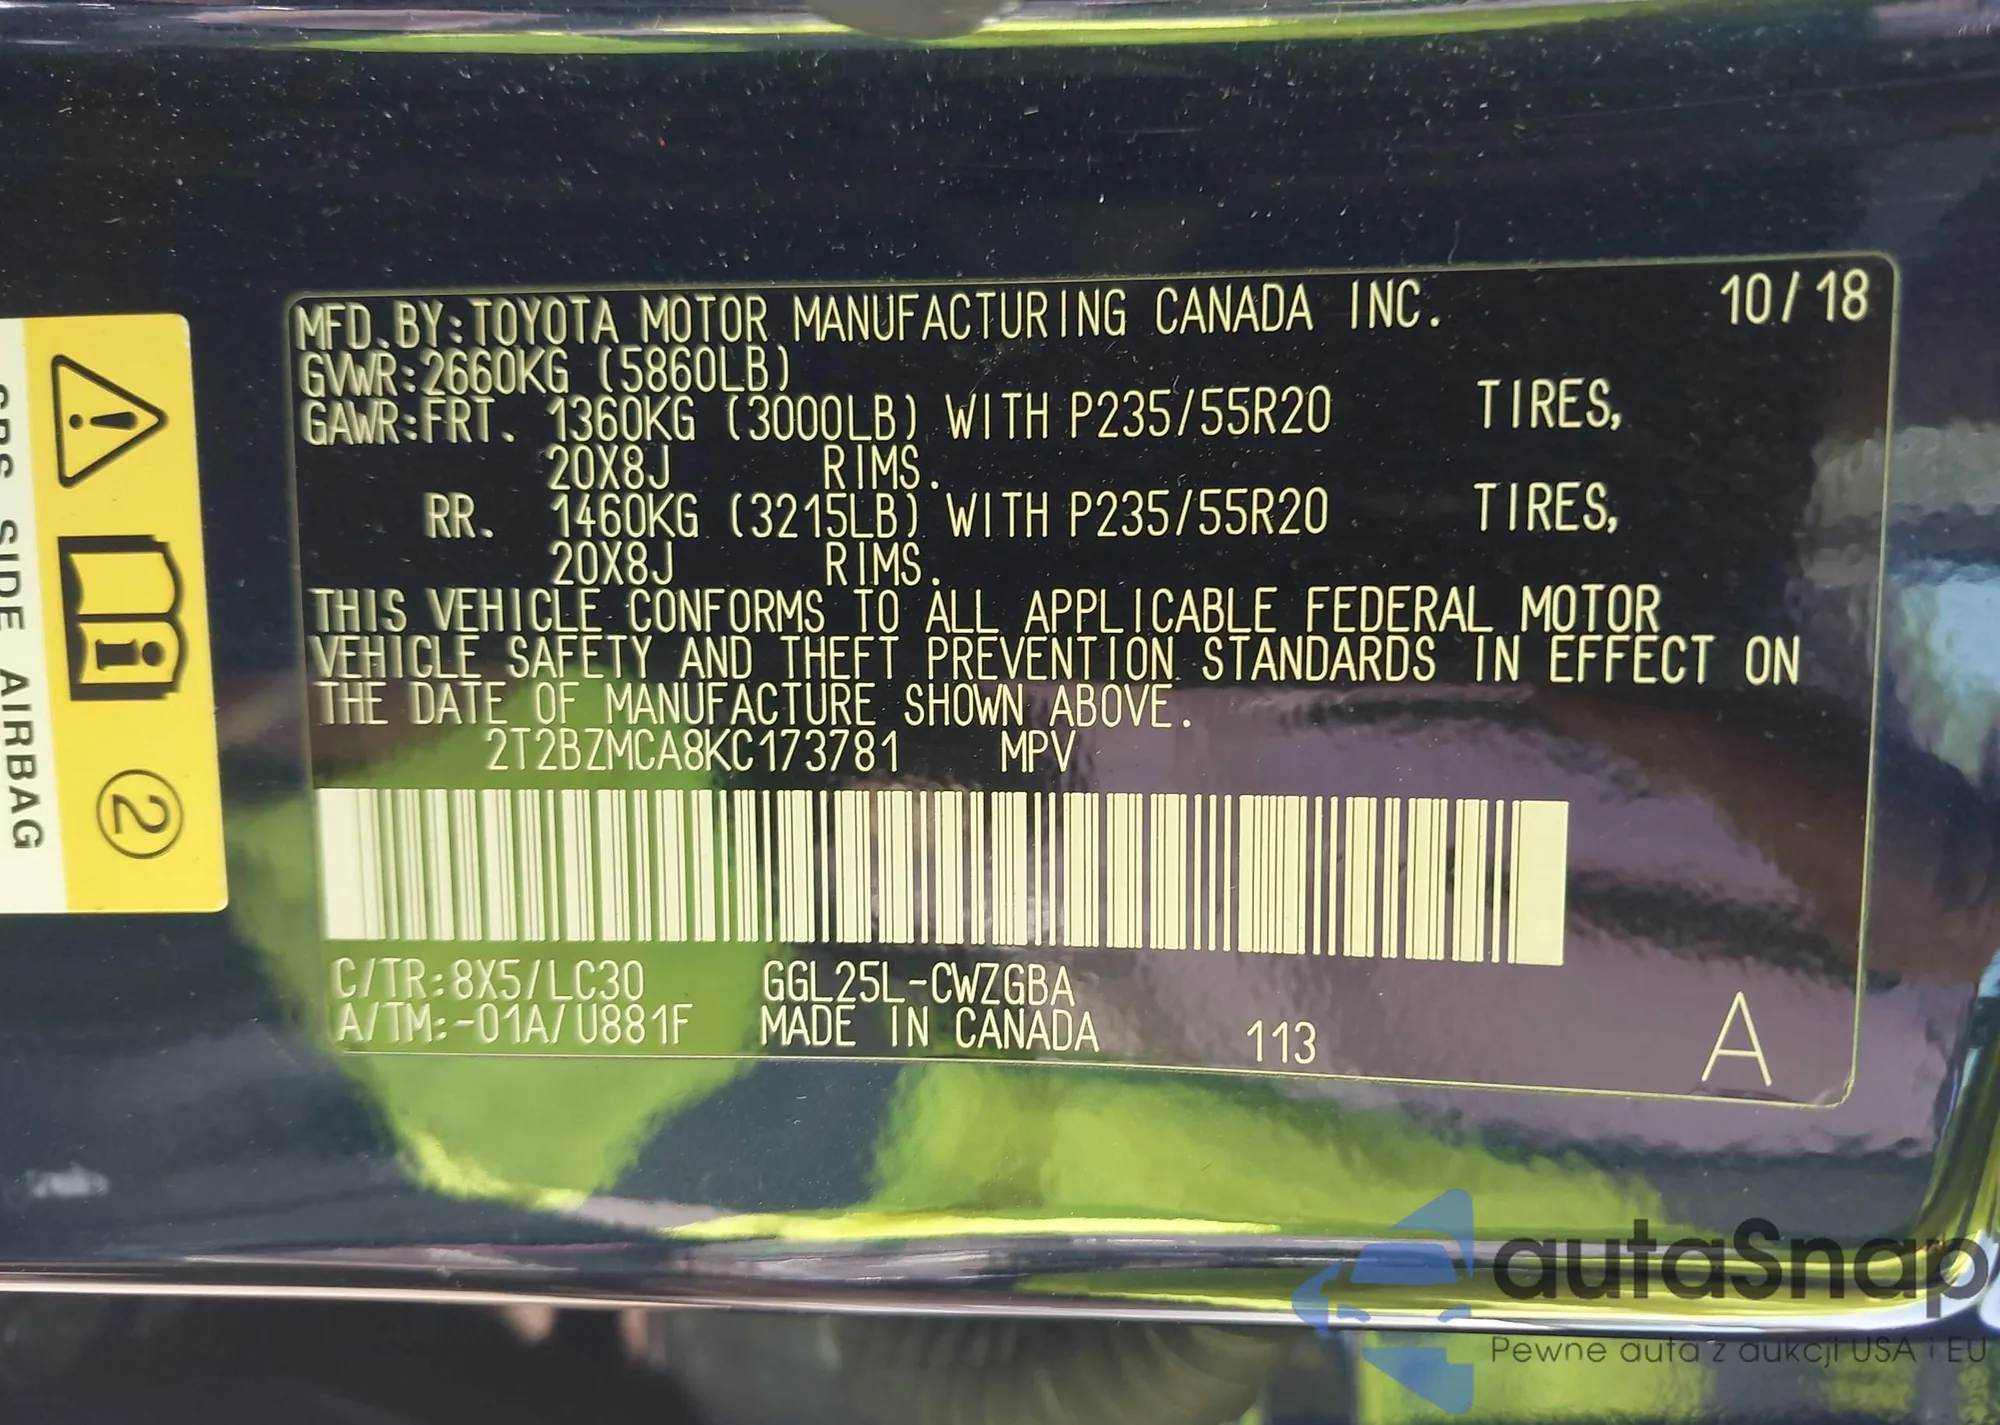 MFD. BY: TOYOTA MOTOR MANUFACTURING CANADA INC. 10/18
GVWR: 2660KG (5860LB)
GAWR: FRT. 1360KG (3000LB) WITH P235/55R20 TIRES,
20X8J RIMS.
RR. 1460KG (3215LB) WITH P235/55R20 TIRES,
20X8J RIMS.
THIS VEHICLE CONFORMS TO ALL APPLICABLE FEDERAL MOTOR
VEHICLE SAFETY AND THEFT PREVENTION STANDARDS IN EFFECT ON
THE DATE OF MANUFACTURE SHOWN ABOVE.
2T2BZMCA8KC173781 MPV
C/TR: 8X5/LC30 GGL25L-CWZGBA
A/TM: -01A/U881F MADE IN CANADA 113 A
SRS SIDE AIRBAG
2
autaSnap
Pewne auta z aukcji USA i EU